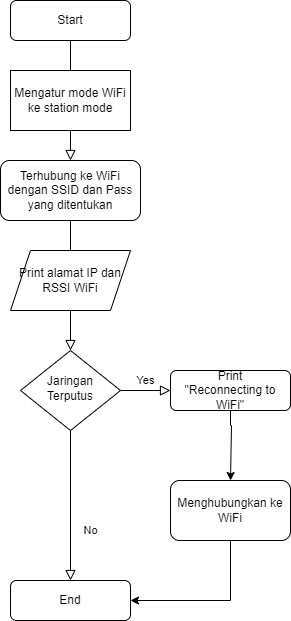 Start
Mengatur mode WiFi
ke station mode
Terhubung ke WiFi
dengan SSID dan Pass
yang ditentukan
Print alamat IP dan
RSSI WiFi
Jaringan
Terputus
Yes
Print
"Reconnecting to
WiFi"
Menghubungkan ke
WiFi
No
End